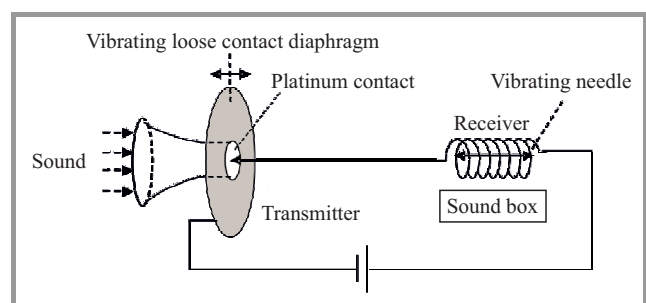 Vibrating loose contact diaphragm
Platinum contact
Vibrating needle
Receiver
Sound
Sound box
Transmitter